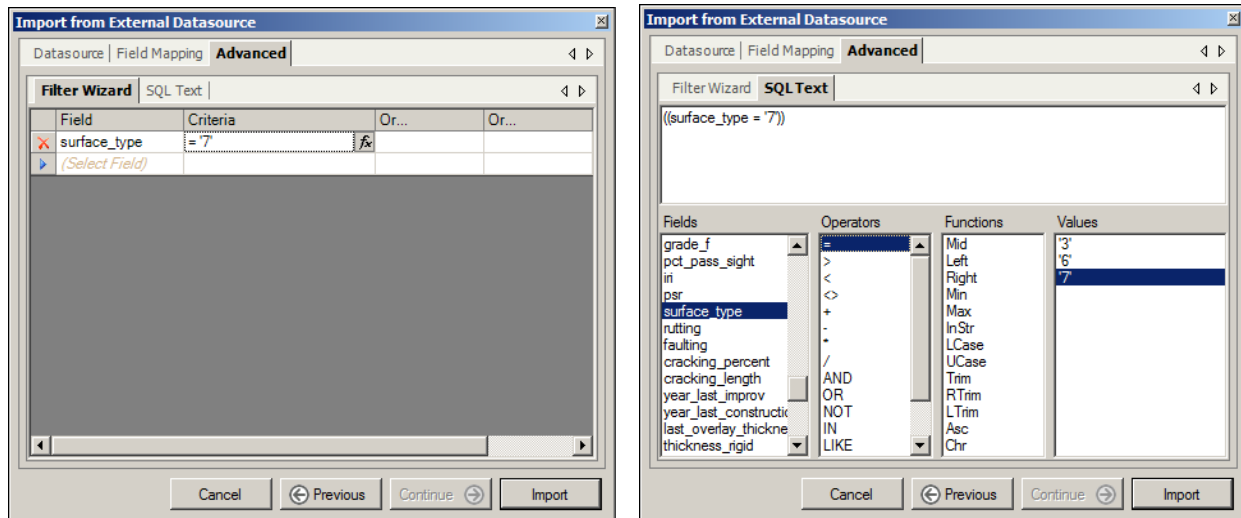 Import from External Datasource
Datasource Field Mapping Advanced
Filter Wizard SQL Text
Field Criteria Or... Or...
surface_type = '7' fx
(Select Field)
Cancel Previous Continue Import
Import from External Datasource
Datasource Field Mapping Advanced
Filter Wizard SQL Text
((surface_type = '7'))
Fields Operators Functions Values
grade_f = Mid '3'
pct_pass_sight > Left '6'
iri < Right '7'
psr <> Min
surface_type + Max
rutting - InStr
faulting * LCase
cracking_percent / UCase
cracking_length AND Trim
year_last_improv OR RTrim
year_last_constructic NOT LTrim
last_overlay_thickne IN Asc
thickness_rigid LIKE Chr
Cancel Previous Continue Import